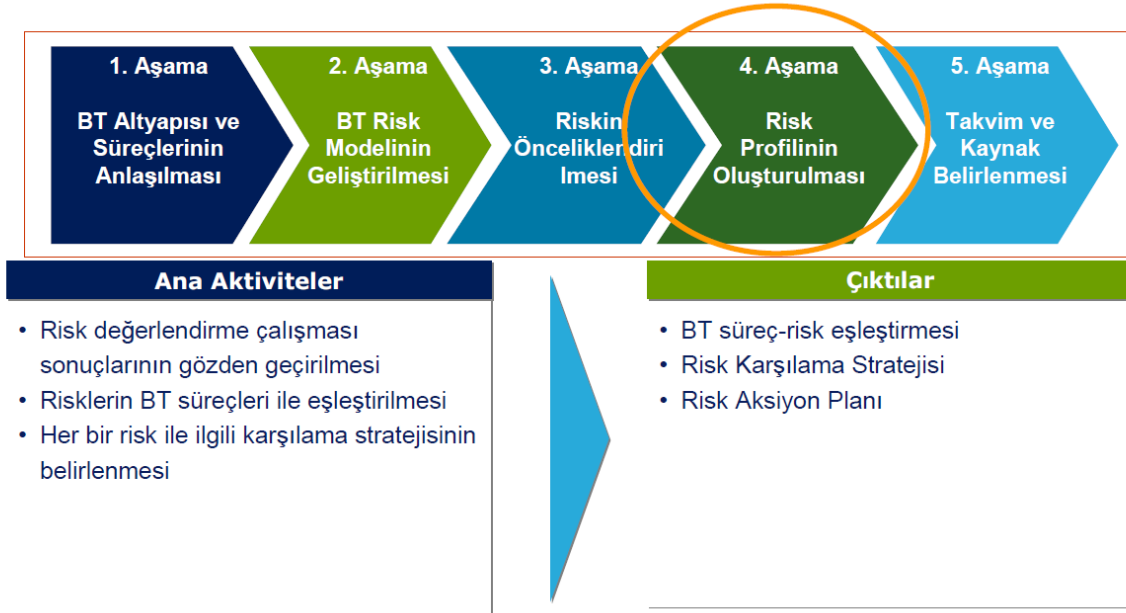 1. Aşama
BT Altyapısı ve
Süreçlerinin
Anlaşılması
2. Aşama
BT Risk
Modelinin
Geliştirilmesi
3. Aşama
Riskin
Önceliklendiri
lmesi
4. Aşama
Risk
Profilinin
Oluşturulması
5. Aşama
Takvim ve
Kaynak
Belirlenmesi
Ana Aktiviteler
• Risk değerlendirme çalışması
sonuçlarının gözden geçirilmesi
• Risklerin BT süreçleri ile eşleştirilmesi
• Her bir risk ile ilgili karşılama stratejisinin
belirlenmesi
Çıktılar
• BT süreç-risk eşleştirmesi
• Risk Karşılama Stratejisi
• Risk Aksiyon Planı